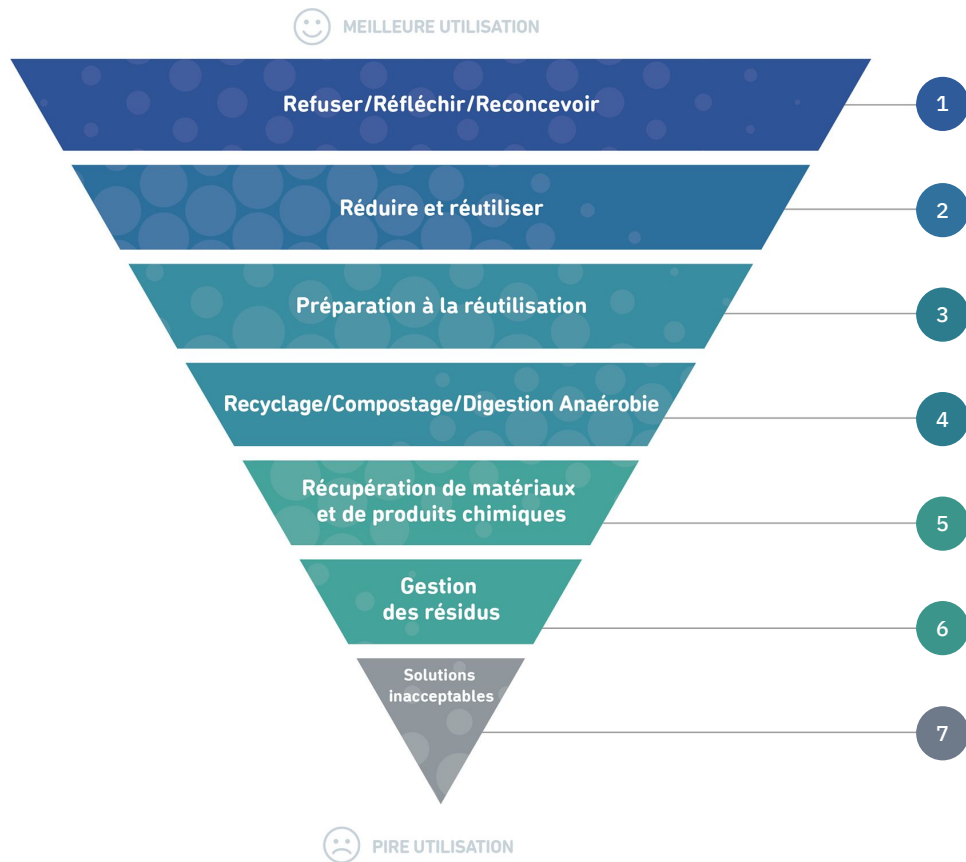 MEILLEURE UTILISATION
Refuser/Réfléchir/Reconcevoir
1
Réduire et réutiliser
2
Préparation à la réutilisation
3
Recyclage/Compostage/Digestion Anaérobie
4
Récupération de matériaux
et de produits chimiques
5
Gestion
des résidus
6
Solutions
inacceptables
7
PIRE UTILISATION